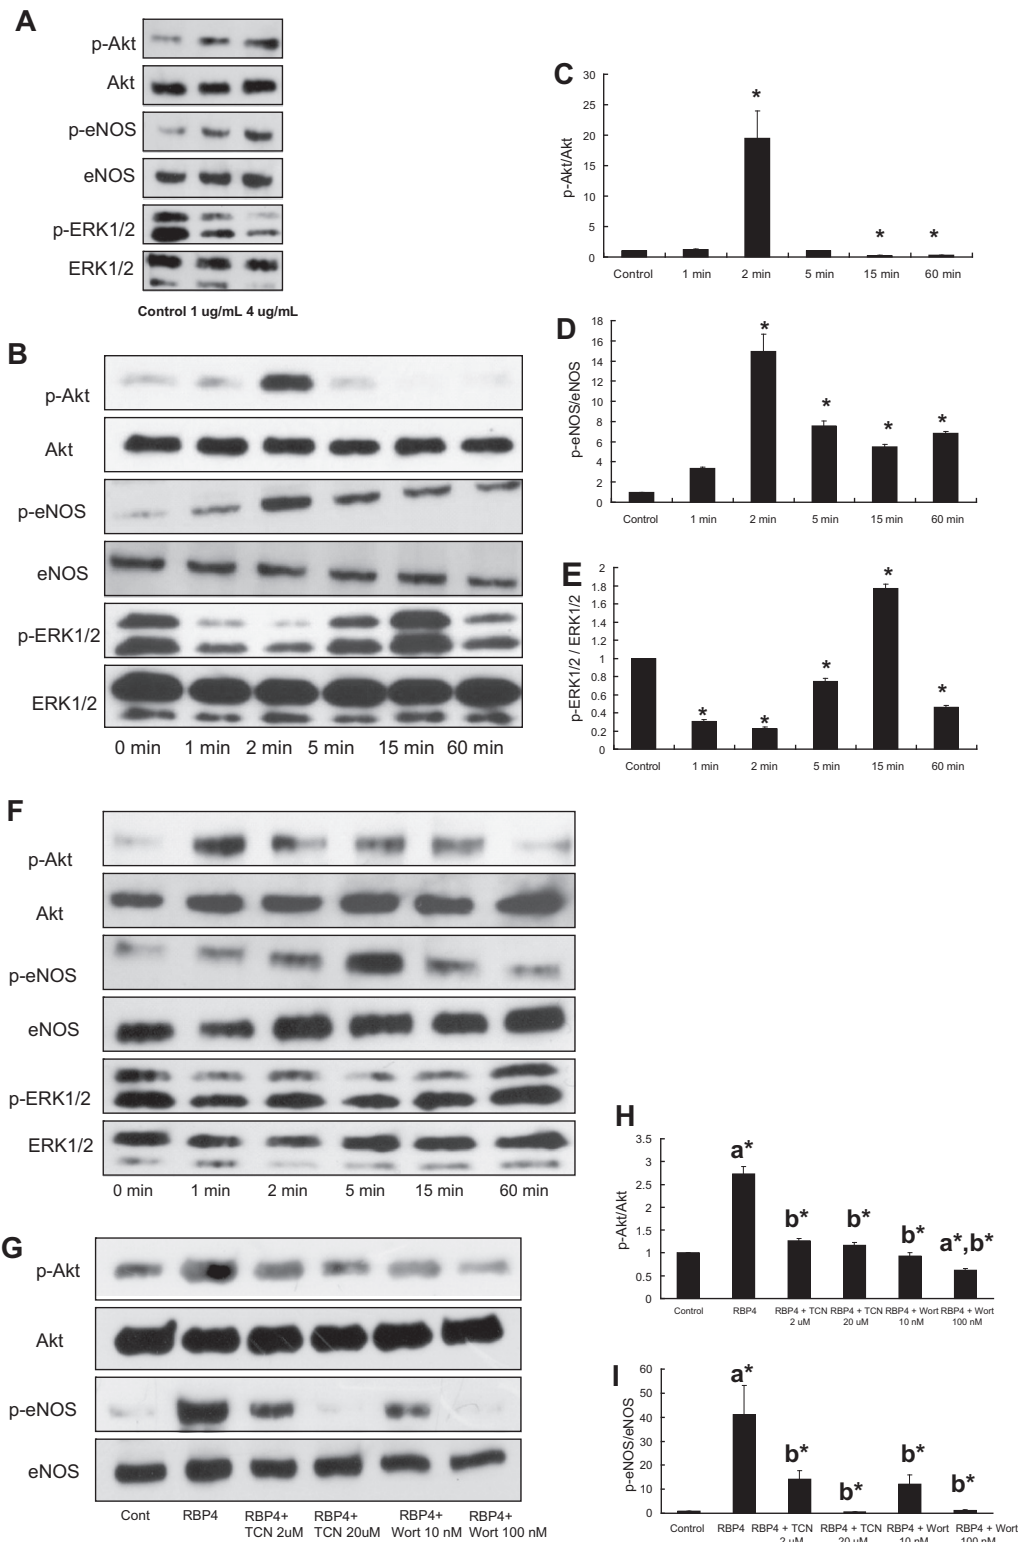 A
p-Akt
Akt
p-eNOS
eNOS
p-ERK1/2
ERK1/2
Control 1 ug/mL 4 ug/mL
B
p-Akt
Akt
p-eNOS
eNOS
p-ERK1/2
ERK1/2
0 min 1 min 2 min 5 min 15 min 60 min
C
30
25
20
15
10
5
0
p-Akt/Akt
* * *
Control 1 min 2 min 5 min 15 min 60 min
D
18
16
14
12
10
8
6
4
2
0
p-eNOS/eNOS
* * * *
Control 1 min 2 min 5 min 15 min 60 min
E
2
1.8
1.6
1.4
1.2
1
0.8
0.6
0.4
0.2
0
p-ERK1/2 / ERK1/2
* * * * *
Control 1 min 2 min 5 min 15 min 60 min
F
p-Akt
Akt
p-eNOS
eNOS
p-ERK1/2
ERK1/2
0 min 1 min 2 min 5 min 15 min 60 min
G
p-Akt
Akt
p-eNOS
eNOS
Cont RBP4 RBP4+ RBP4+ RBP4+ RBP4+
TCN 2uM TCN 20uM Wort 10 nM Wort 100 nM
H
3.5
3
2.5
2
1.5
1
0.5
0
p-Akt/Akt
a* b* b* b* a*,b*
Control RBP4 RBP4 + TCN RBP4 + TCN RBP4 + Wort RBP4 + Wort
2 uM 20 uM 10 nM 100 nM
I
60
50
40
30
20
10
0
p-eNOS/eNOS
a* b* b* b* b*
Control RBP4 RBP4 + TCN RBP4 + TCN RBP4 + Wort RBP4 + Wort
2 uM 20 uM 10 nM 100 nM